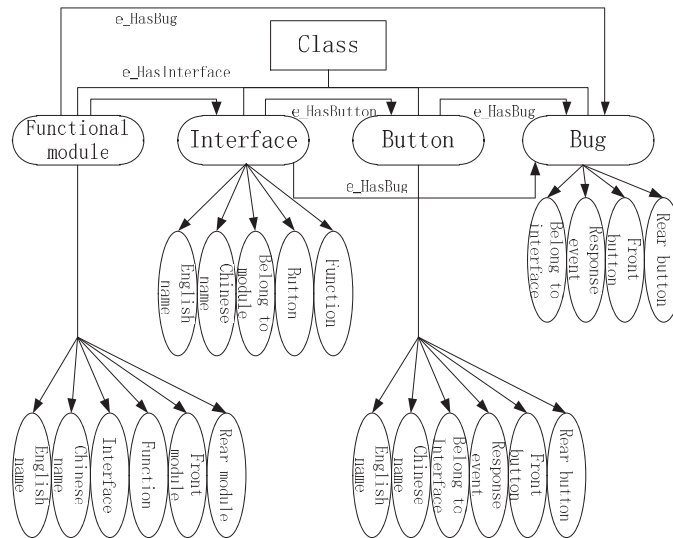 e_HasBug
Class
e_HasInterface
e_HasButton
e_HasBug
Functional
module
Interface
Button
Bug
e_HasBug
English
name
Chinese
name
Belong to
module
Button
Function
Belong to
interface
Response
event
Front
button
Rear button
English
name
Chinese
name
Interface
Function
Front
module
Rear module
English
name
Chinese
name
Belong to
Interface
Response
event
Front
button
Rear button